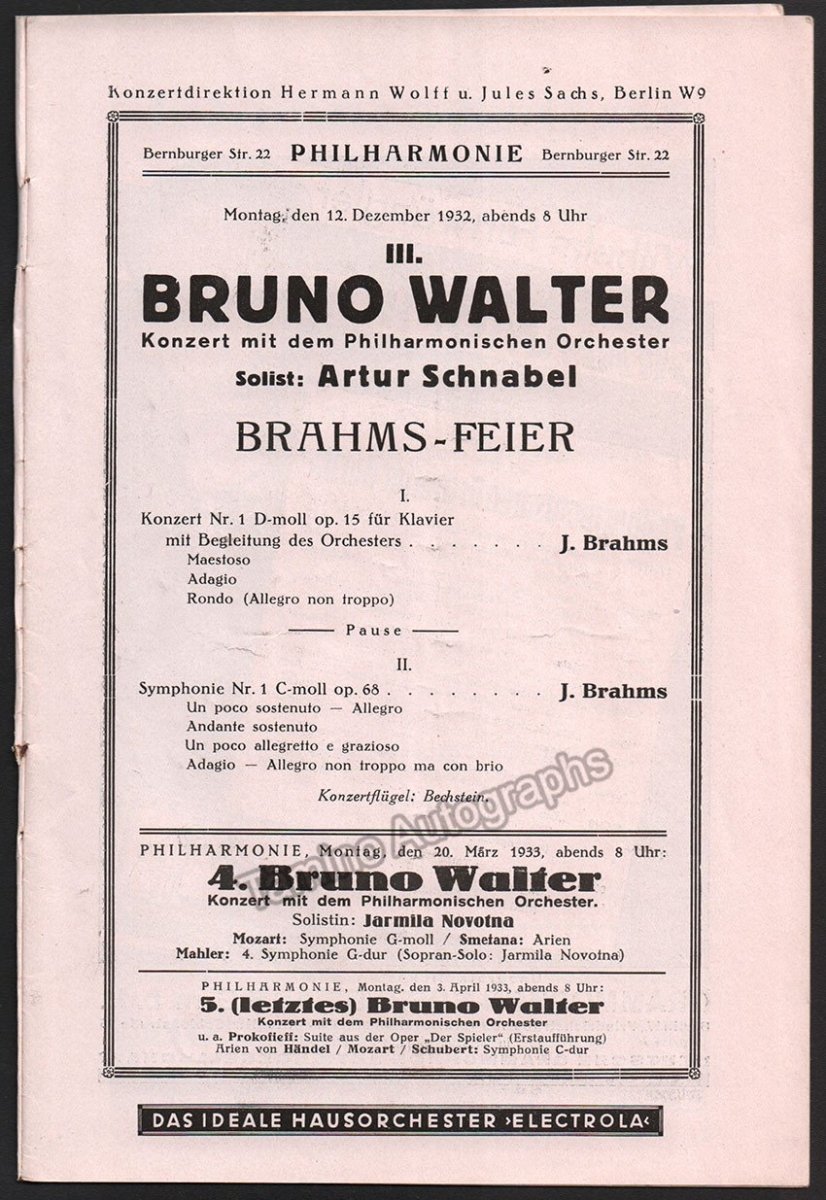 Konzertdirektion Hermann Wolff u. Jules Sachs, Berlin W9
Bernburger Str. 22 PHILHARMONIE Bernburger Str. 22
Montag, den 12. Dezember 1932, abends 8 Uhr
III.
BRUNO WALTER
Konzert mit dem Philharmonischen Orchester
Solist: Artur Schnabel
BRAHMS-FEIER
I.
Konzert Nr. 1 D-moll op. 15 für Klavier
mit Begleitung des Orchesters . . . . . . . J. Brahms
Maestoso
Adagio
Rondo (Allegro non troppo)
— Pause —
II.
Symphonie Nr. 1 C-moll op. 68 . . . . . . . . J. Brahms
Un poco sostenuto — Allegro
Andante sostenuto
Un poco allegretto e grazioso
Adagio — Allegro non troppo ma con brio
Konzertflügel: Bechstein.
Tamino Autographs
PHILHARMONIE, Montag, den 20. März 1933, abends 8 Uhr:
4. Bruno Walter
Konzert mit dem Philharmonischen Orchester.
Solistin: Jarmila Novotna
Mozart: Symphonie G-moll / Smetana: Arien
Mahler: 4. Symphonie G-dur (Sopran-Solo: Jarmila Novotna)
PHILHARMONIE, Montag, den 3. April 1933, abends 8 Uhr:
5. (letztes) Bruno Walter
Konzert mit dem Philharmonischen Orchester
u. a. Prokofieff: Suite aus der Oper „Der Spieler“ (Erstaufführung)
Arien von Händel / Mozart / Schubert: Symphonie C-dur
DAS IDEALE HAUSORCHESTER ›ELECTROLA‹